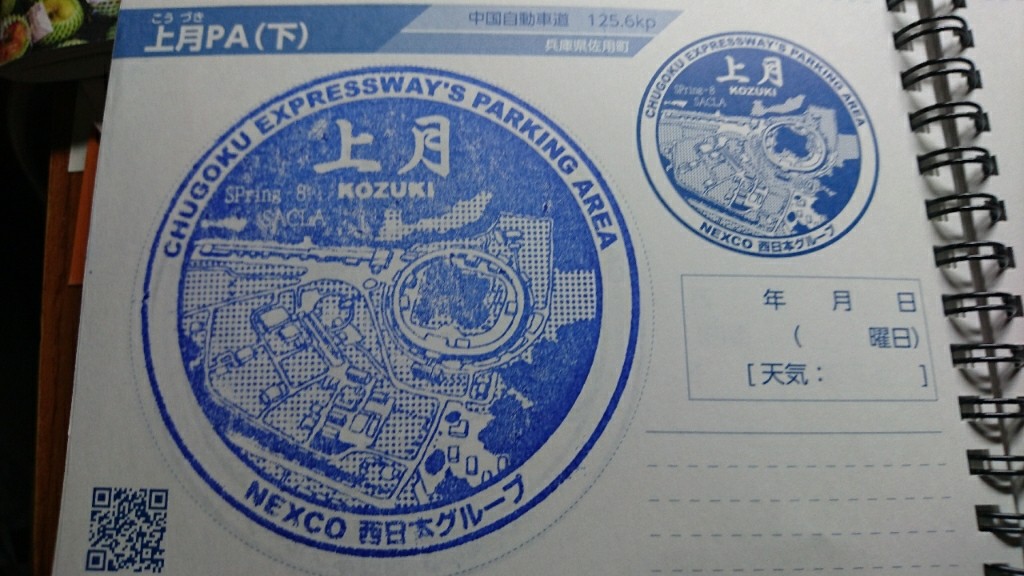 こう づき
上月PA(下)
中国自動車道 125.6kp
兵庫県佐用町
CHUGOKU EXPRESSWAY'S PARKING AREA
上月
KOZUKI
SPring-8
SACLA
NEXCO 西日本グループ
CHUGOKU EXPRESSWAY'S PARKING AREA
上月
KOZUKI
SPring-8
SACLA
NEXCO 西日本グループ
年 月 日
( 曜日)
[天気: ]